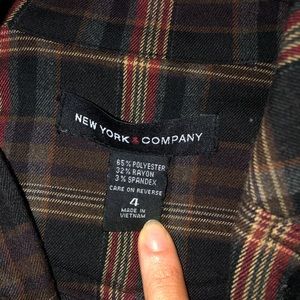 NEW YORK & COMPANY
65% POLYESTER
32% RAYON
3% SPANDEX
CARE ON REVERSE
4
MADE IN
VIETNAM